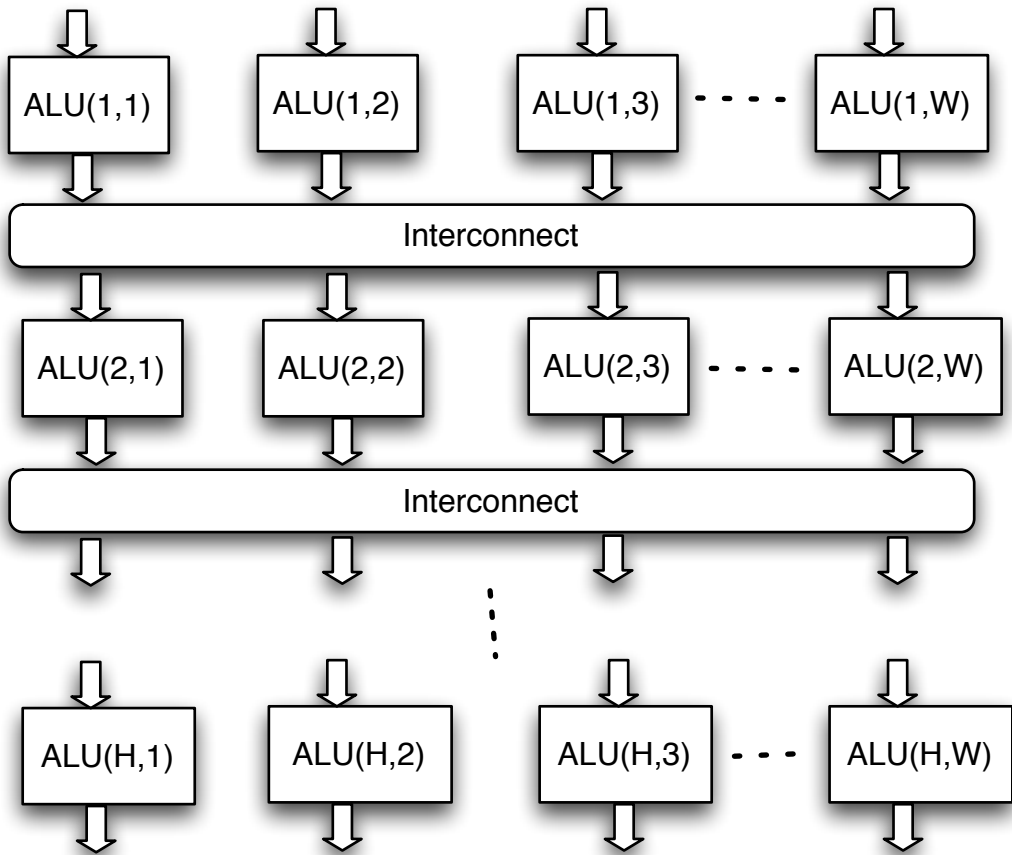 ALU(1,1) ALU(1,2) ALU(1,3) ALU(1,W)
Interconnect
ALU(2,1) ALU(2,2) ALU(2,3) ALU(2,W)
Interconnect
ALU(H,1) ALU(H,2) ALU(H,3) ALU(H,W)